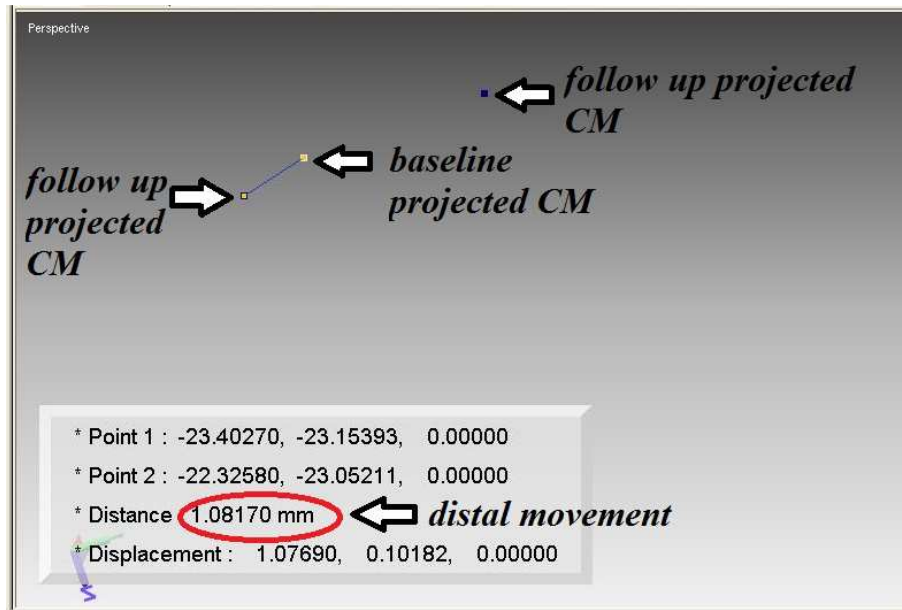 Perspective
follow up projected
CM
baseline
projected CM
follow up
projected
CM
* Point 1 : -23.40270, -23.15393, 0.00000
* Point 2 : -22.32580, -23.05211, 0.00000
* Distance 1.08170 mm
distal movement
* Displacement : 1.07690, 0.10182, 0.00000